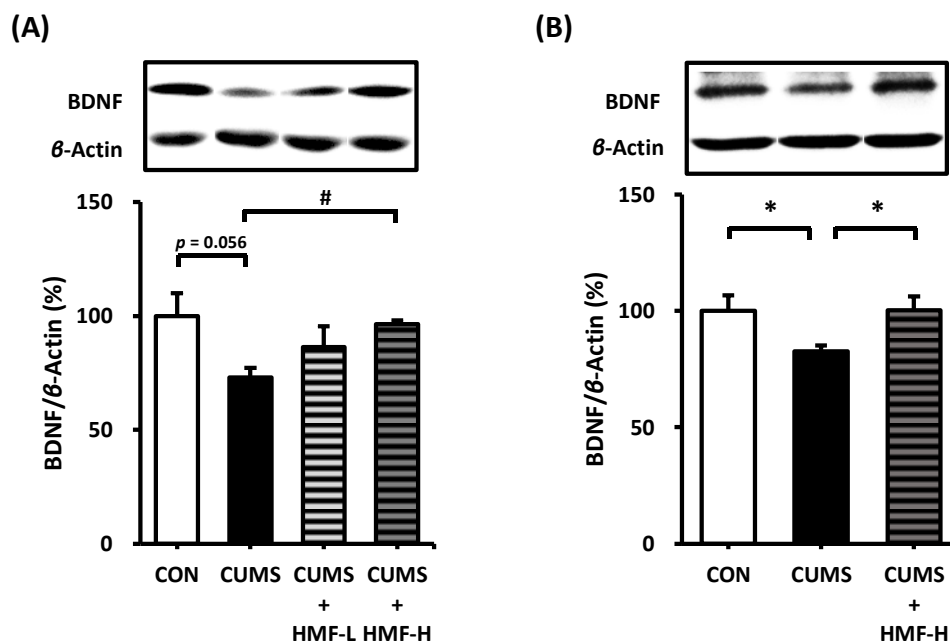 (A)
BDNF
β-Actin
BDNF/β-Actin (%)
150
100
50
0
#
p = 0.056
CON CUMS CUMS CUMS
+ +
HMF-L HMF-H
(B)
BDNF
β-Actin
BDNF/β-Actin (%)
150
100
50
0
* *
CON CUMS CUMS
+
HMF-H